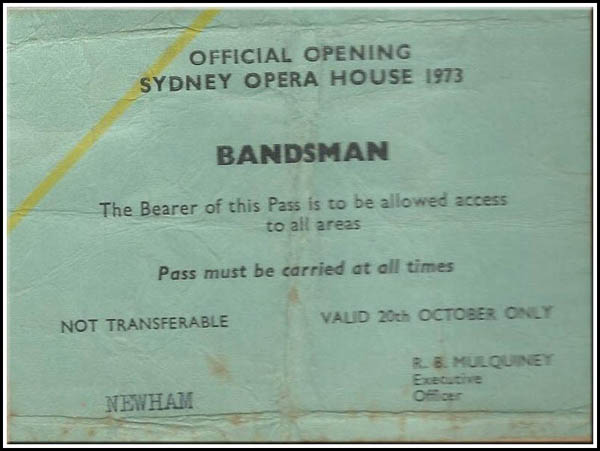 OFFICIAL OPENING
SYDNEY OPERA HOUSE 1973
BANDSMAN
The Bearer of this Pass is to be allowed access
to all areas
Pass must be carried at all times
NOT TRANSFERABLE
VALID 20th OCTOBER ONLY
R. B. MULQUINEY
Executive
Officer
NEWHAM